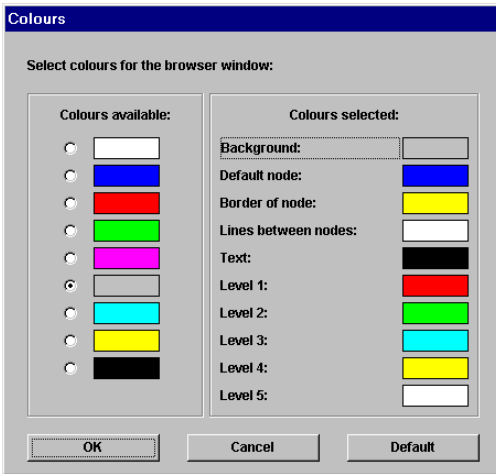 Colours
Select colours for the browser window:
Colours available:
Colours selected:
Background:
Default node:
Border of node:
Lines between nodes:
Text:
Level 1:
Level 2:
Level 3:
Level 4:
Level 5:
OK
Cancel
Default